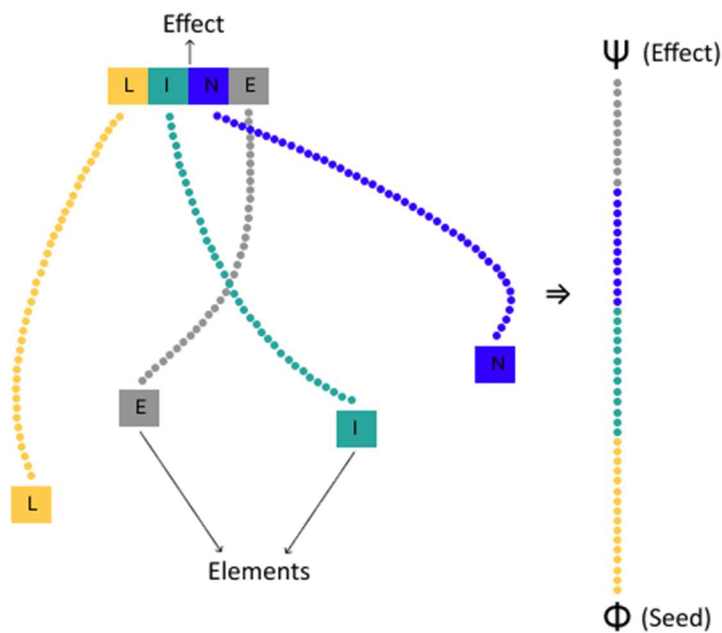 Effect
L I N E
Ψ (Effect)
⇒
N
E
I
L
Elements
Φ (Seed)